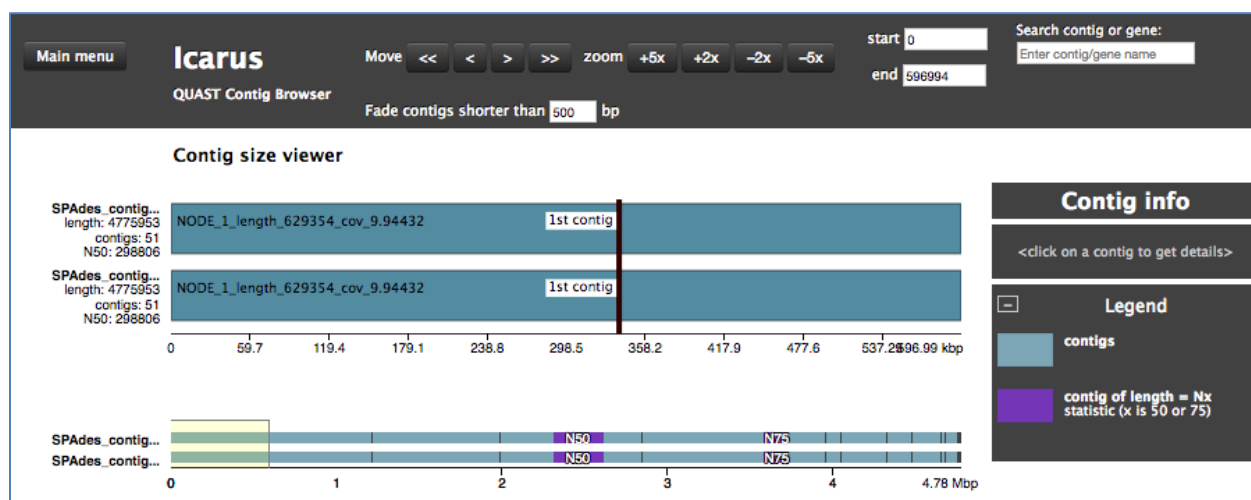 Main menu
Icarus
QUAST Contig Browser
Move << < > >> zoom +5x +2x −2x −5x
Fade contigs shorter than 500 bp
start 0
end 596994
Search contig or gene:
Enter contig/gene name
Contig size viewer
SPAdes_contig...
length: 4775953
contigs: 51
N50: 298806
NODE_1_length_629354_cov_9.94432
1st contig
SPAdes_contig...
length: 4775953
contigs: 51
N50: 298806
NODE_1_length_629354_cov_9.94432
1st contig
0 59.7 119.4 179.1 238.8 298.5 358.2 417.9 477.6 537.29 596.99 kbp
Contig info
<click on a contig to get details>
− Legend
contigs
contig of length = Nx
statistic (x is 50 or 75)
SPAdes_contig... N50 N75
SPAdes_contig... N50 N75
0 1 2 3 4 4.78 Mbp